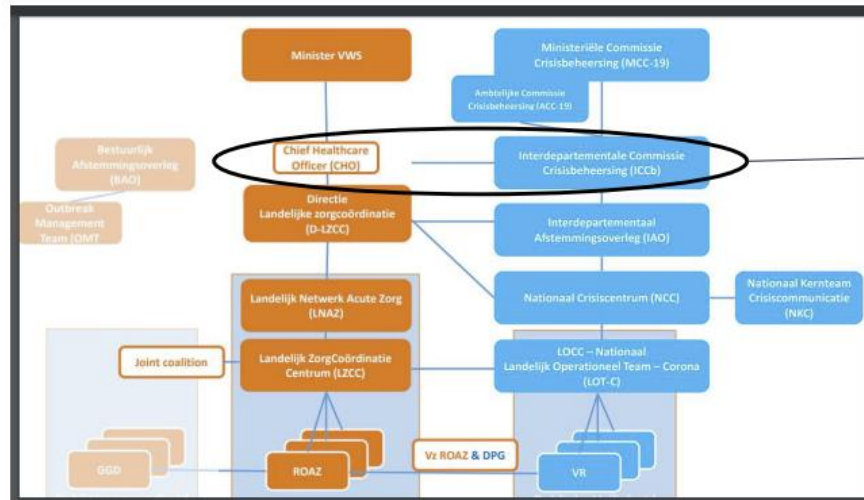 Minister VWS
Ministeriële Commissie
Crisisbeheersing (MCC-19)
Ambtelijke Commissie
Crisisbeheersing (ACC-19)
Bestuurlijk
Afstemmingsoverleg
(BAO)
Chief Healthcare
Officer (CHO)
Interdepartementale Commissie
Crisisbeheersing (ICCb)
Outbreak
Management
Team (OMT
Directie
Landelijke zorgcoördinatie
(D-LZCC)
Interdepartementaal
Afstemmingsoverleg (IAO)
Landelijk Netwerk Acute Zorg
(LNAZ)
Nationaal Crisiscentrum (NCC)
Nationaal Kernteam
Crisiscommunicatie
(NKC)
Joint coalition
Landelijk ZorgCoördinatie
Centrum (LZCC)
LOCC – Nationaal
Landelijk Operationeel Team – Corona
(LOT-C)
GGD
ROAZ
Vz ROAZ & DPG
VR